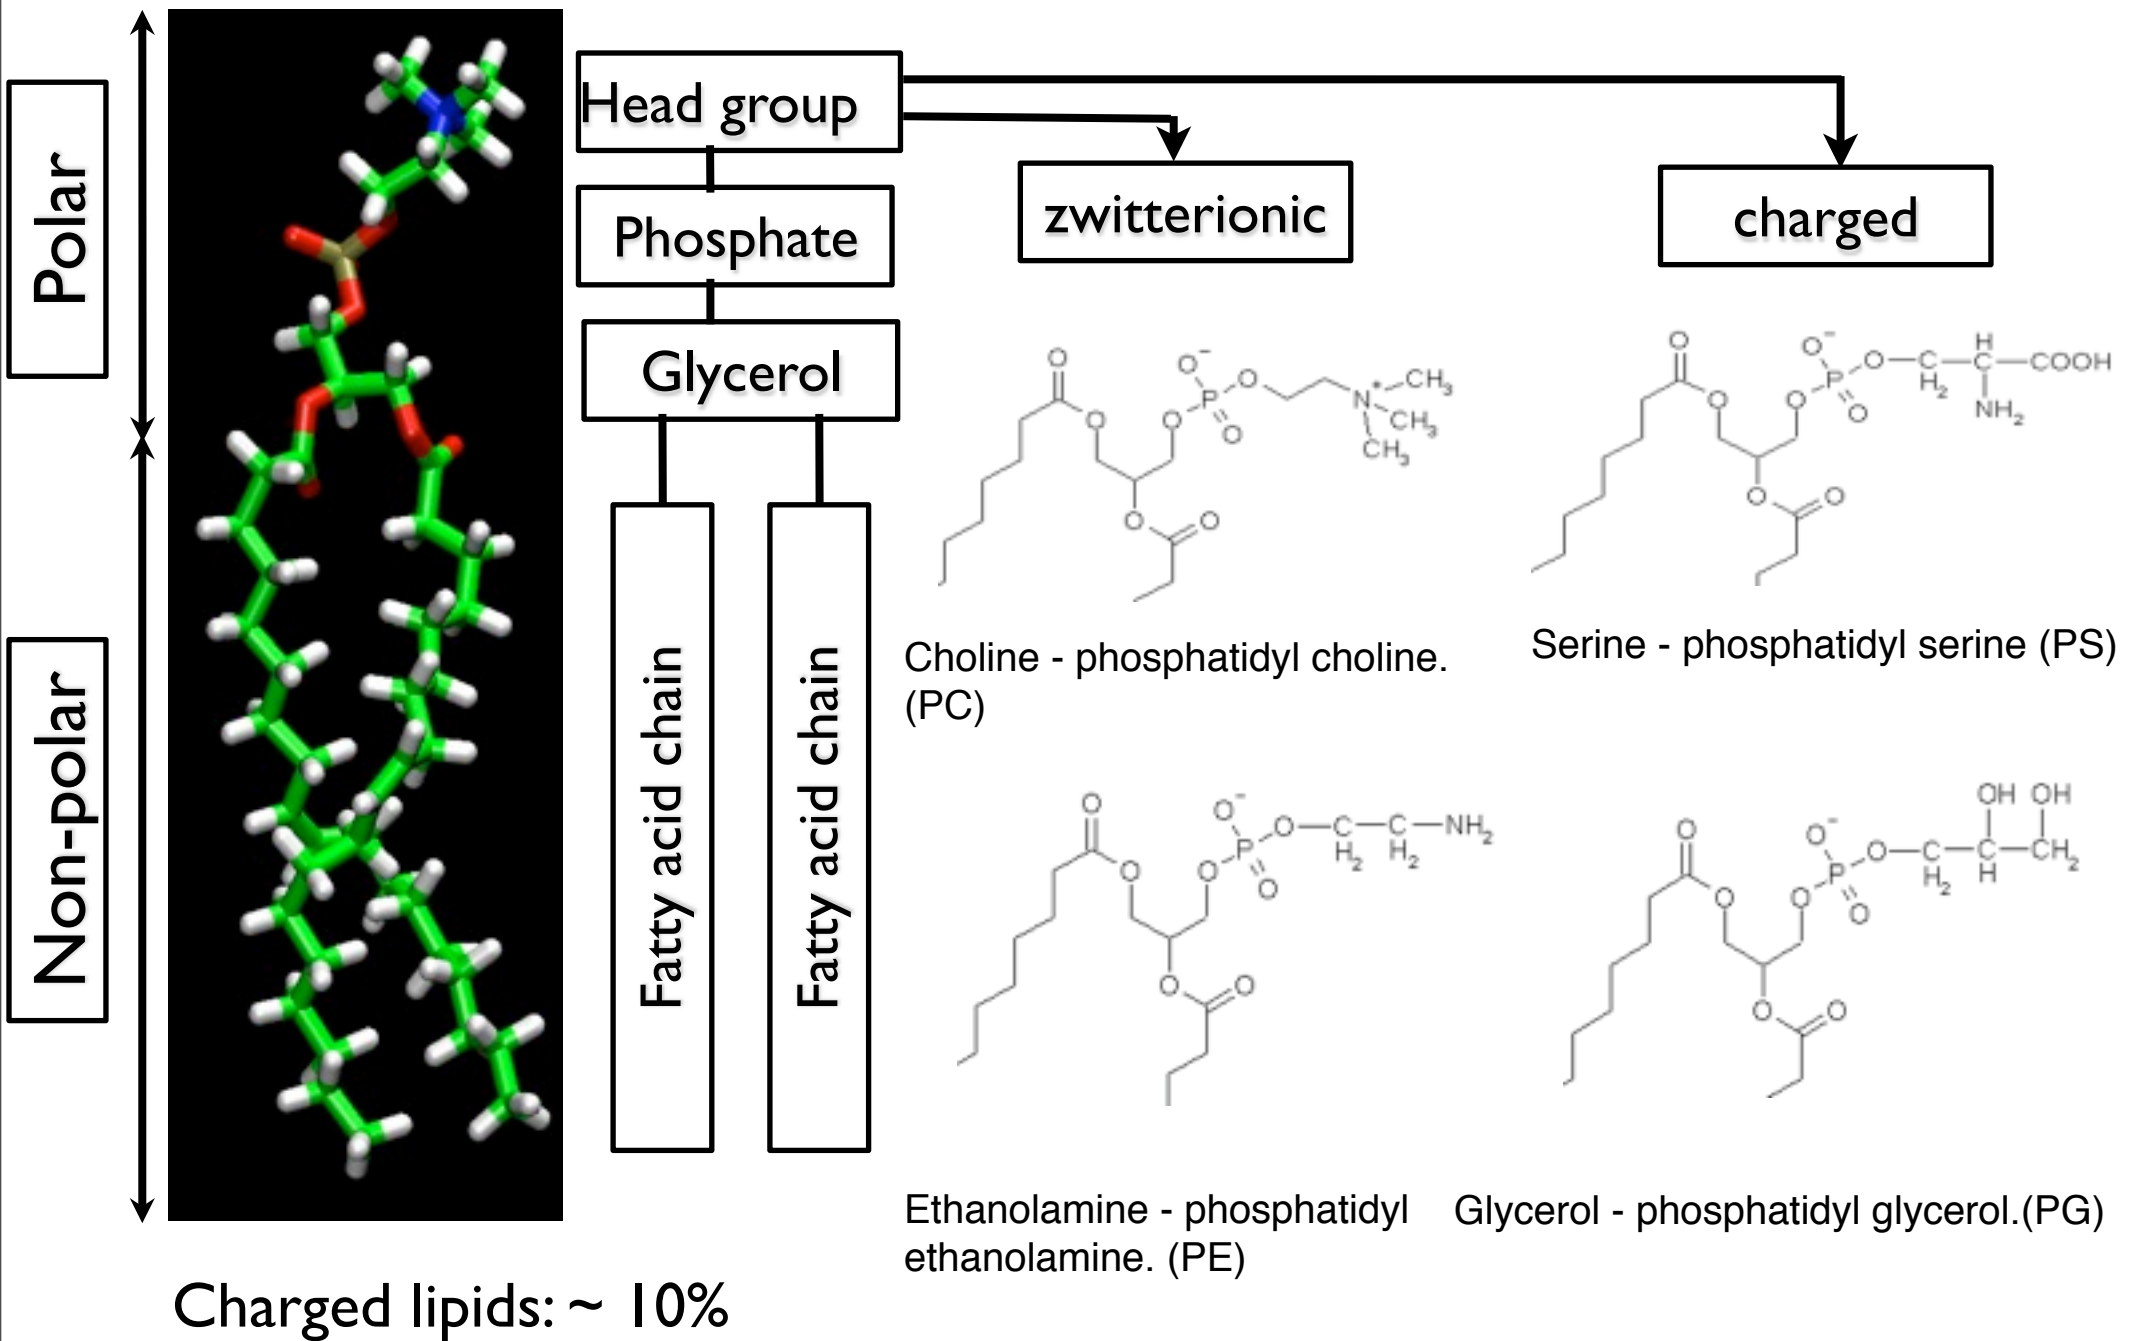 Polar
Non-polar
Head group
Phosphate
Glycerol
Fatty acid chain
Fatty acid chain
zwitterionic
charged
O
O
O⁻
P
O
O
O
N⁺
CH₃
CH₃
CH₃
O
O
Choline - phosphatidyl choline.
(PC)
O
O
O⁻
P
O
O
O
C
H₂
H
C
COOH
NH₂
O
O
Serine - phosphatidyl serine (PS)
O
O
O⁻
P
O
O
O
C
H₂
C
H₂
NH₂
O
O
Ethanolamine - phosphatidyl
ethanolamine. (PE)
O
O
O⁻
P
O
O
O
C
H₂
OH
C
H
OH
CH₂
O
O
Glycerol - phosphatidyl glycerol.(PG)
Charged lipids: ~ 10%